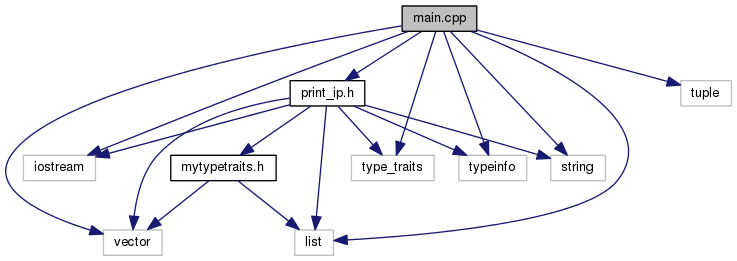 main.cpp
print_ip.h
tuple
iostream
mytypetraits.h
type_traits
typeinfo
string
vector
list